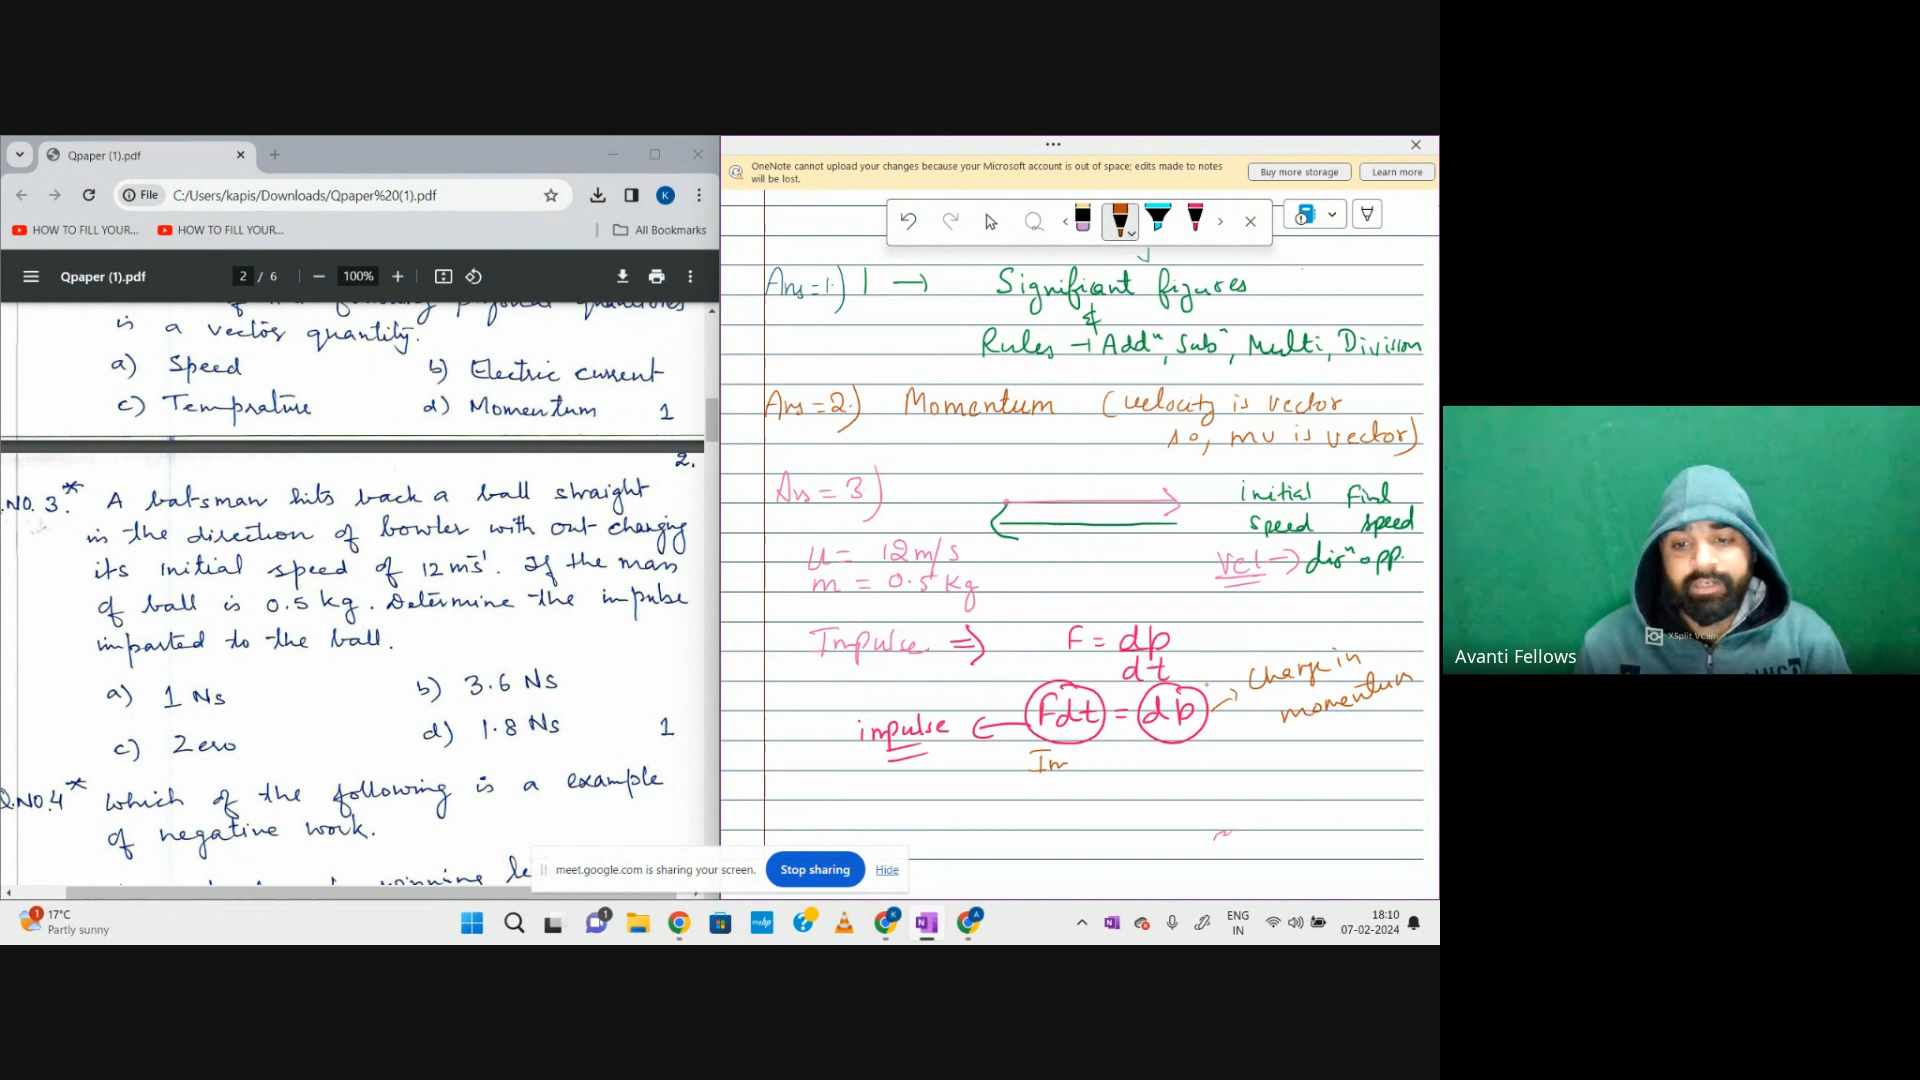 Qpaper (1).pdf
File
C:/Users/kapis/Downloads/Qpaper%20(1).pdf
K
HOW TO FILL YOUR...
HOW TO FILL YOUR...
All Bookmarks
Qpaper (1).pdf
2 / 6
100%
physical quantities
is a vector quantity.
a) Speed
b) Electric current
c) Temprature
d) Momentum 1
2.
.NO. 3.* A batsman hits back a ball straight
in the direction of bowler with out changing
its initial speed of 12 ms⁻¹. If the mass
of ball is 0.5 kg. Determine the impulse
imparted to the ball.
a) 1 Ns
b) 3.6 Ns
c) Zero
d) 1.8 Ns 1
Q.NO.4* Which of the following is a example
of negative work.
OneNote cannot upload your changes because your Microsoft account is out of space; edits made to notes
will be lost.
Buy more storage
Learn more
Ans=1.) 1 → Significant figures
&
Rules → Addⁿ, Subⁿ, Multi, Division
Ans=2.) Momentum (velocity is vector
so, mv is vector)
Ans = 3)
initial Final
speed speed
u = 12 m/s
m = 0.5 kg
Vel → dirⁿ opp.
Impulse ⇒ F = dp
dt
Fdt = dp → Change in
momentum
impulse
Im
meet.google.com is sharing your screen.
Stop sharing
Hide
17°C
Partly sunny
ENG
IN
18:10
07-02-2024
XSplit VCam
Avanti Fellows